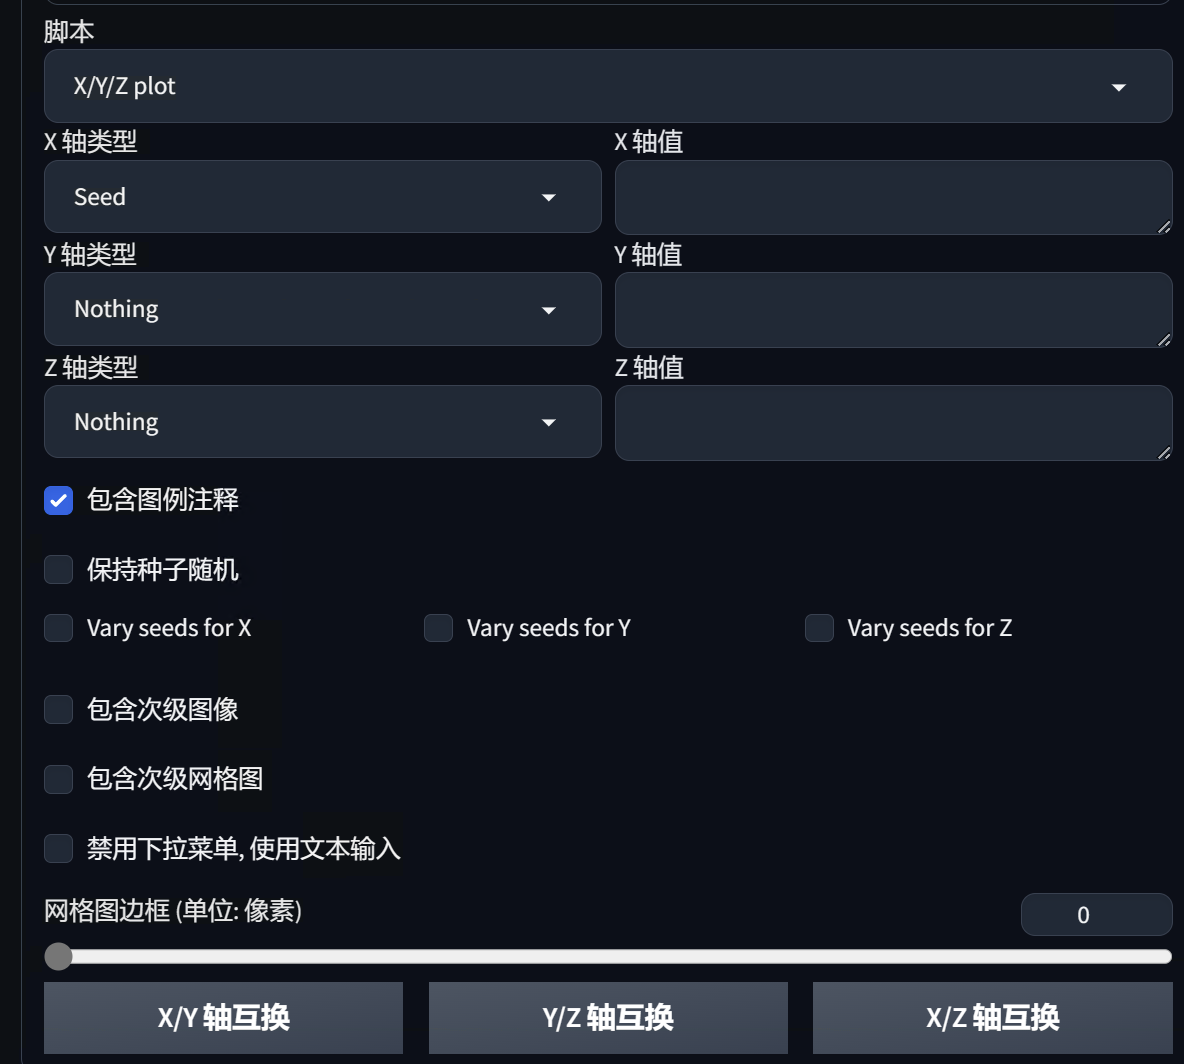 脚本
X/Y/Z plot
X 轴类型
X 轴值
Seed
Y 轴类型
Y 轴值
Nothing
Z 轴类型
Z 轴值
Nothing
包含图例注释
保持种子随机
Vary seeds for X
Vary seeds for Y
Vary seeds for Z
包含次级图像
包含次级网格图
禁用下拉菜单, 使用文本输入
网格图边框 (单位: 像素)
0
X/Y 轴互换
Y/Z 轴互换
X/Z 轴互换